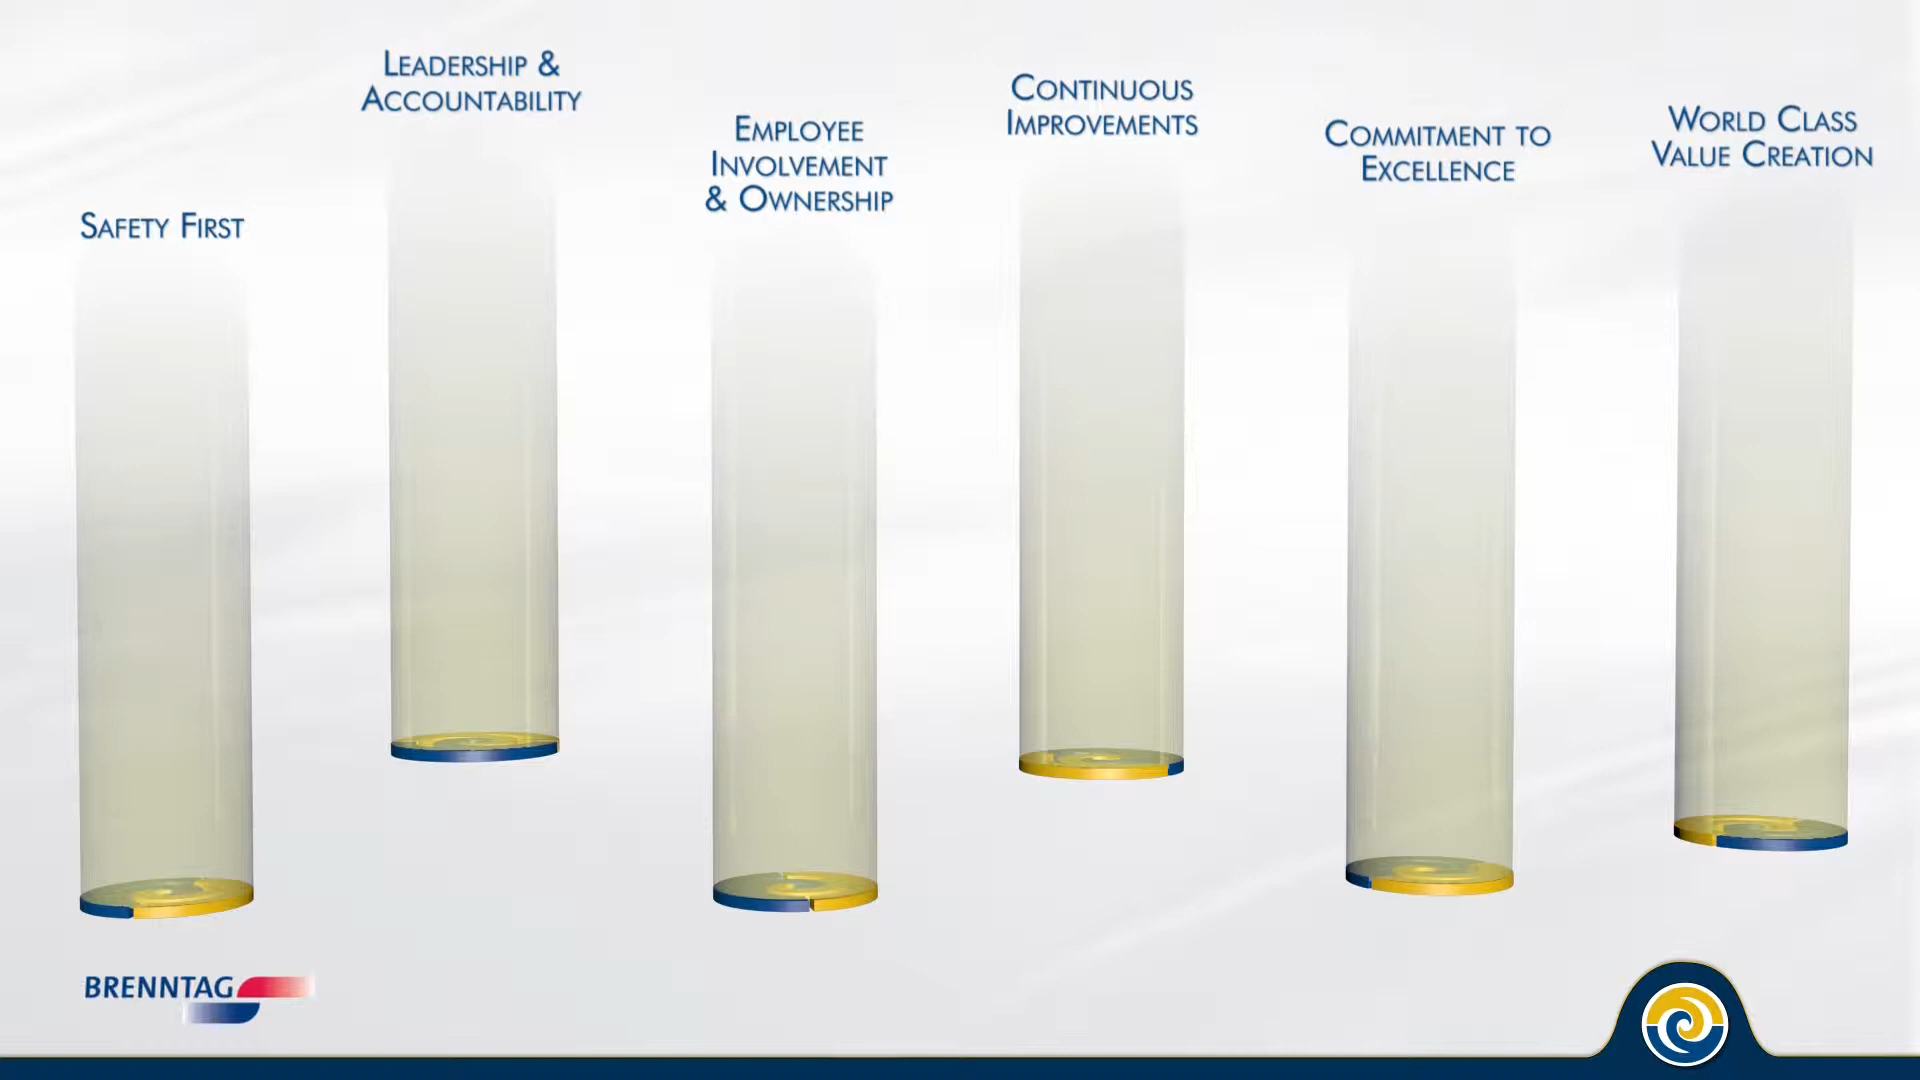 Safety First
Leadership &
Accountability
Employee
Involvement
& Ownership
Continuous
Improvements
Commitment to
Excellence
World Class
Value Creation
BRENNTAG